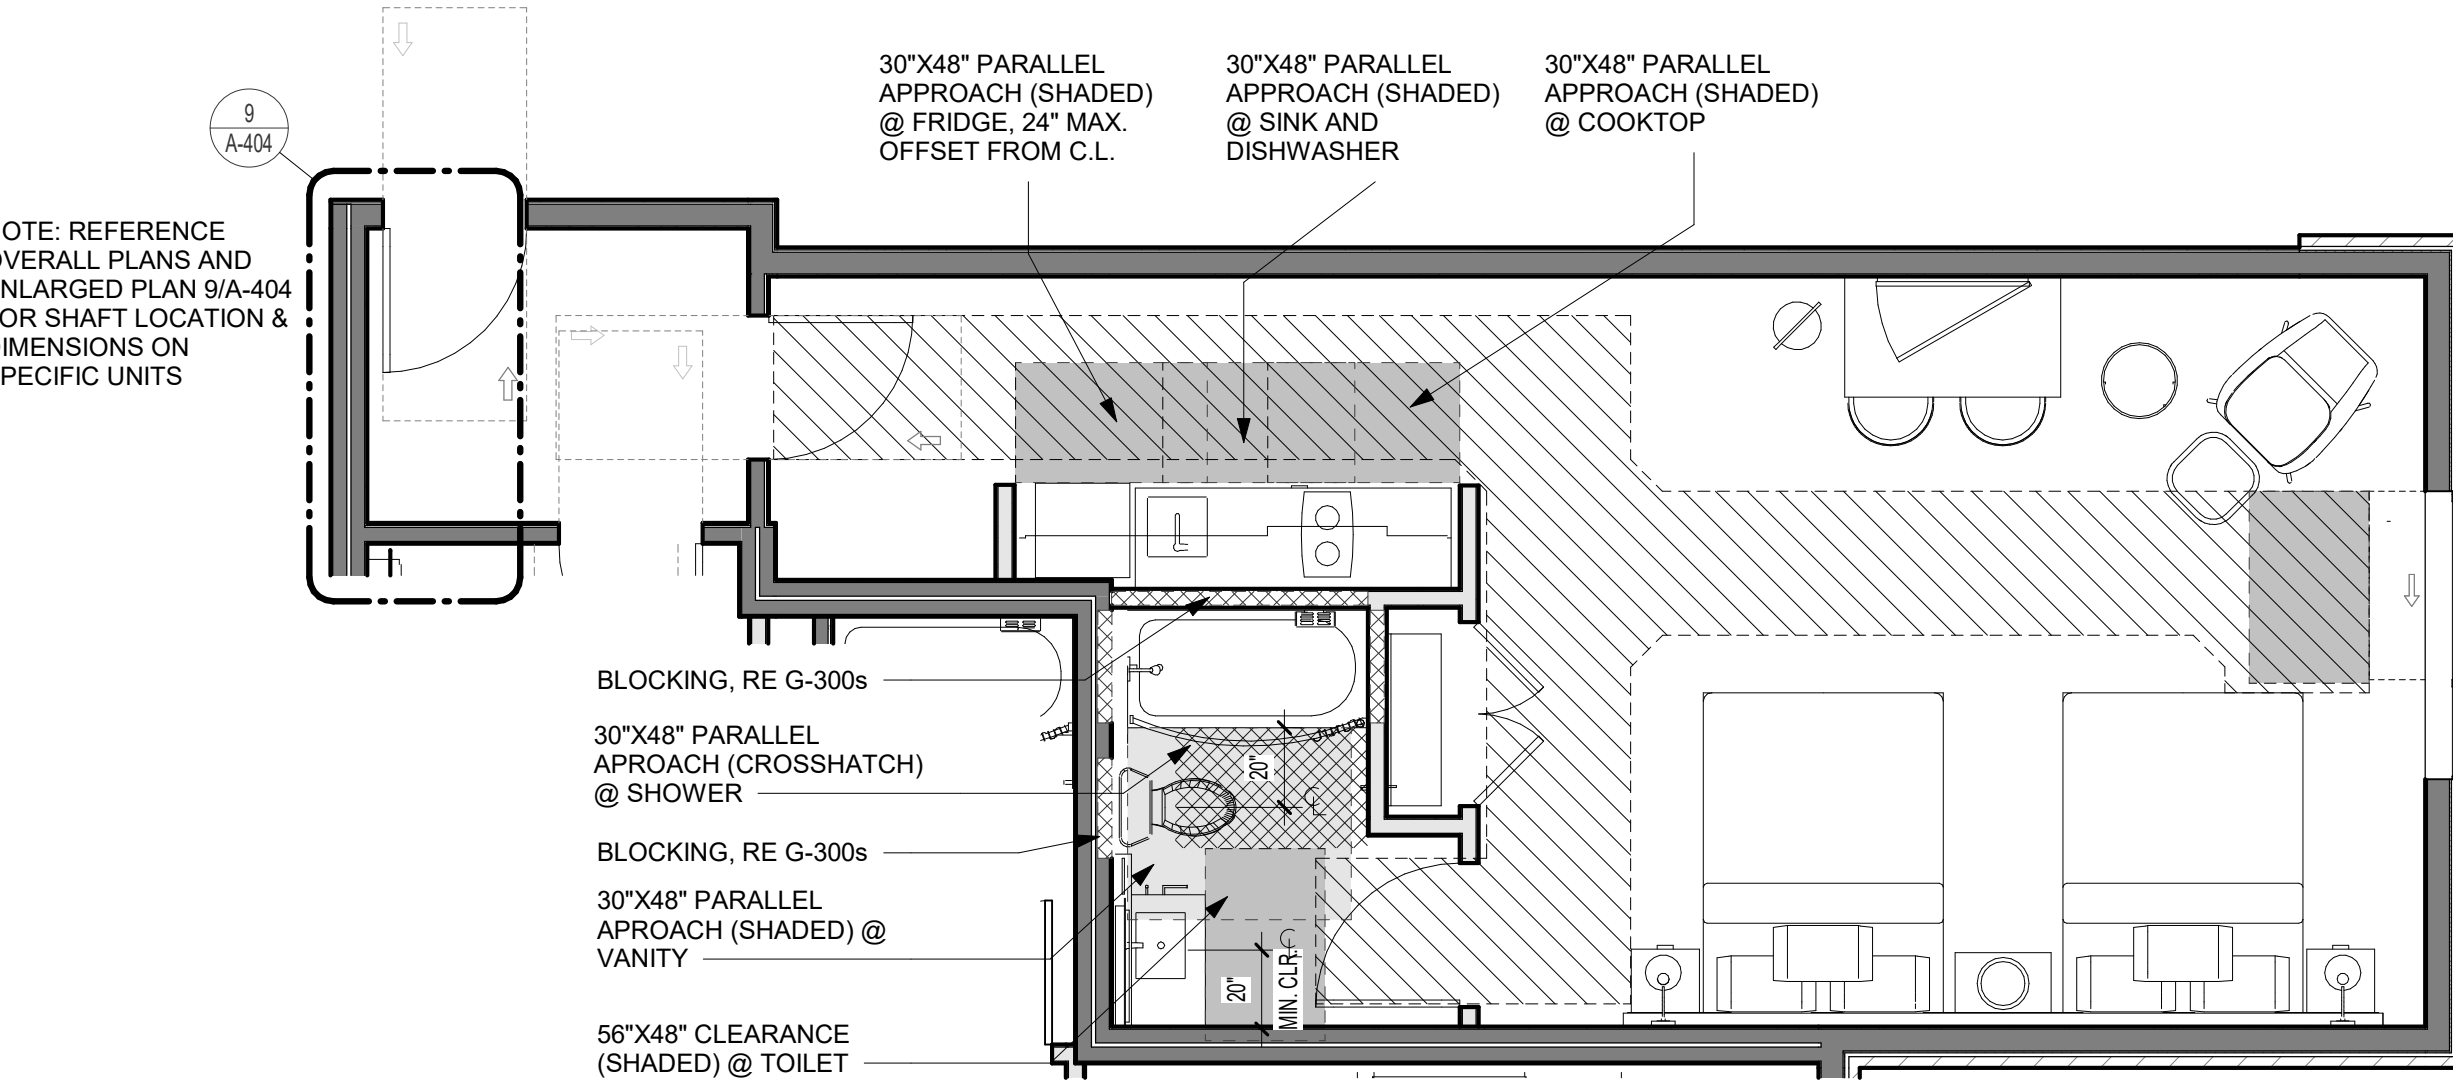 9
A-404
OTE: REFERENCE
OVERALL PLANS AND
NLARGED PLAN 9/A-404
OR SHAFT LOCATION &
DIMENSIONS ON
PECIFIC UNITS
30"X48" PARALLEL
APPROACH (SHADED)
@ FRIDGE, 24" MAX.
OFFSET FROM C.L.
30"X48" PARALLEL
APPROACH (SHADED)
@ SINK AND
DISHWASHER
30"X48" PARALLEL
APPROACH (SHADED)
@ COOKTOP
BLOCKING, RE G-300s
30"X48" PARALLEL
APROACH (CROSSHATCH)
@ SHOWER
BLOCKING, RE G-300s
30"X48" PARALLEL
APROACH (SHADED) @
VANITY
56"X48" CLEARANCE
(SHADED) @ TOILET
20"
20"
MIN. CLR.